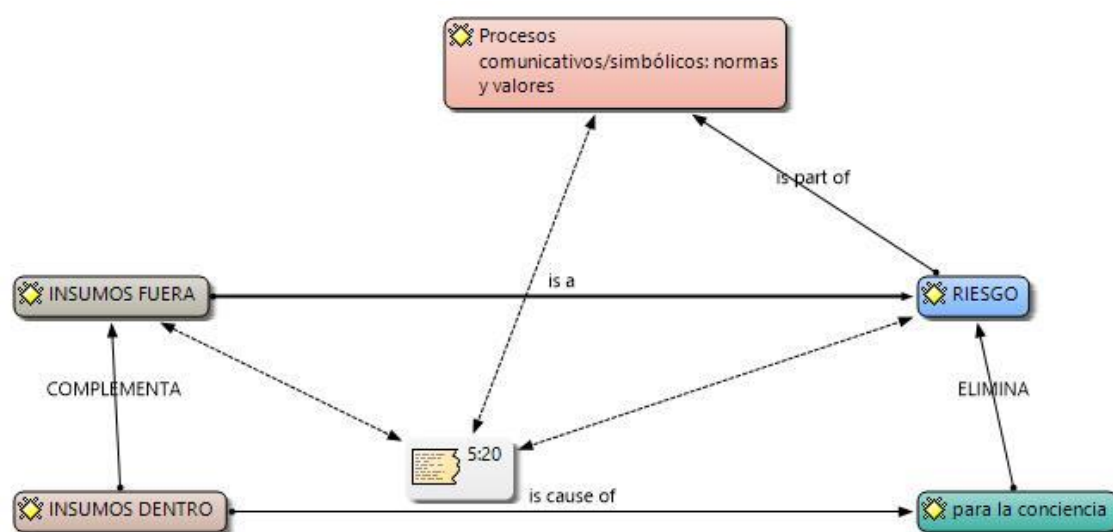 Procesos
comunicativos/simbólicos: normas
y valores
is part of
INSUMOS FUERA
is a
RIESGO
COMPLEMENTA
ELIMINA
5:20
INSUMOS DENTRO
is cause of
para la conciencia